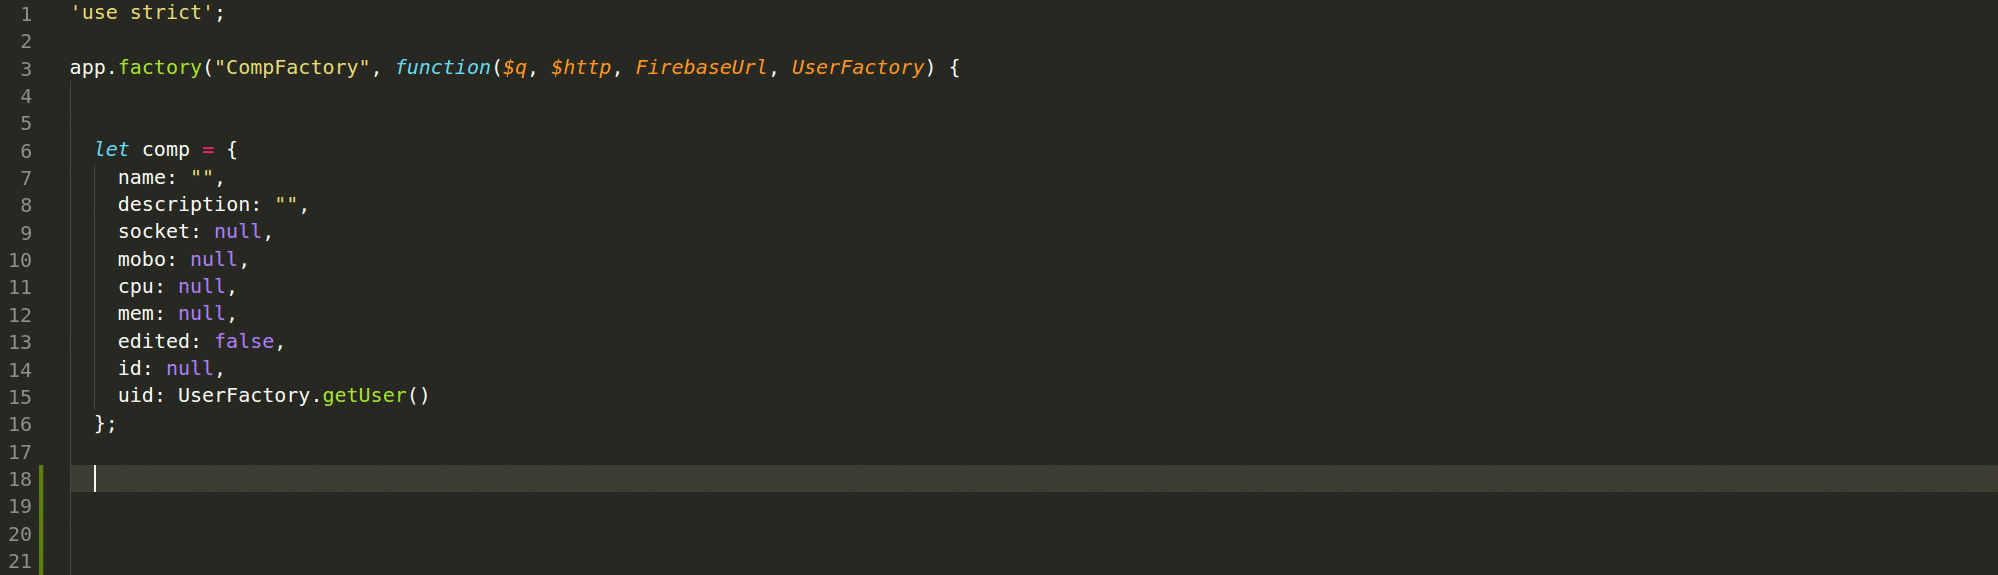 1 'use strict';
2
3 app.factory("CompFactory", function($q, $http, FirebaseUrl, UserFactory) {
4
5
6 let comp = {
7 name: "",
8 description: "",
9 socket: null,
10 mobo: null,
11 cpu: null,
12 mem: null,
13 edited: false,
14 id: null,
15 uid: UserFactory.getUser()
16 };
17
18
19
20
21